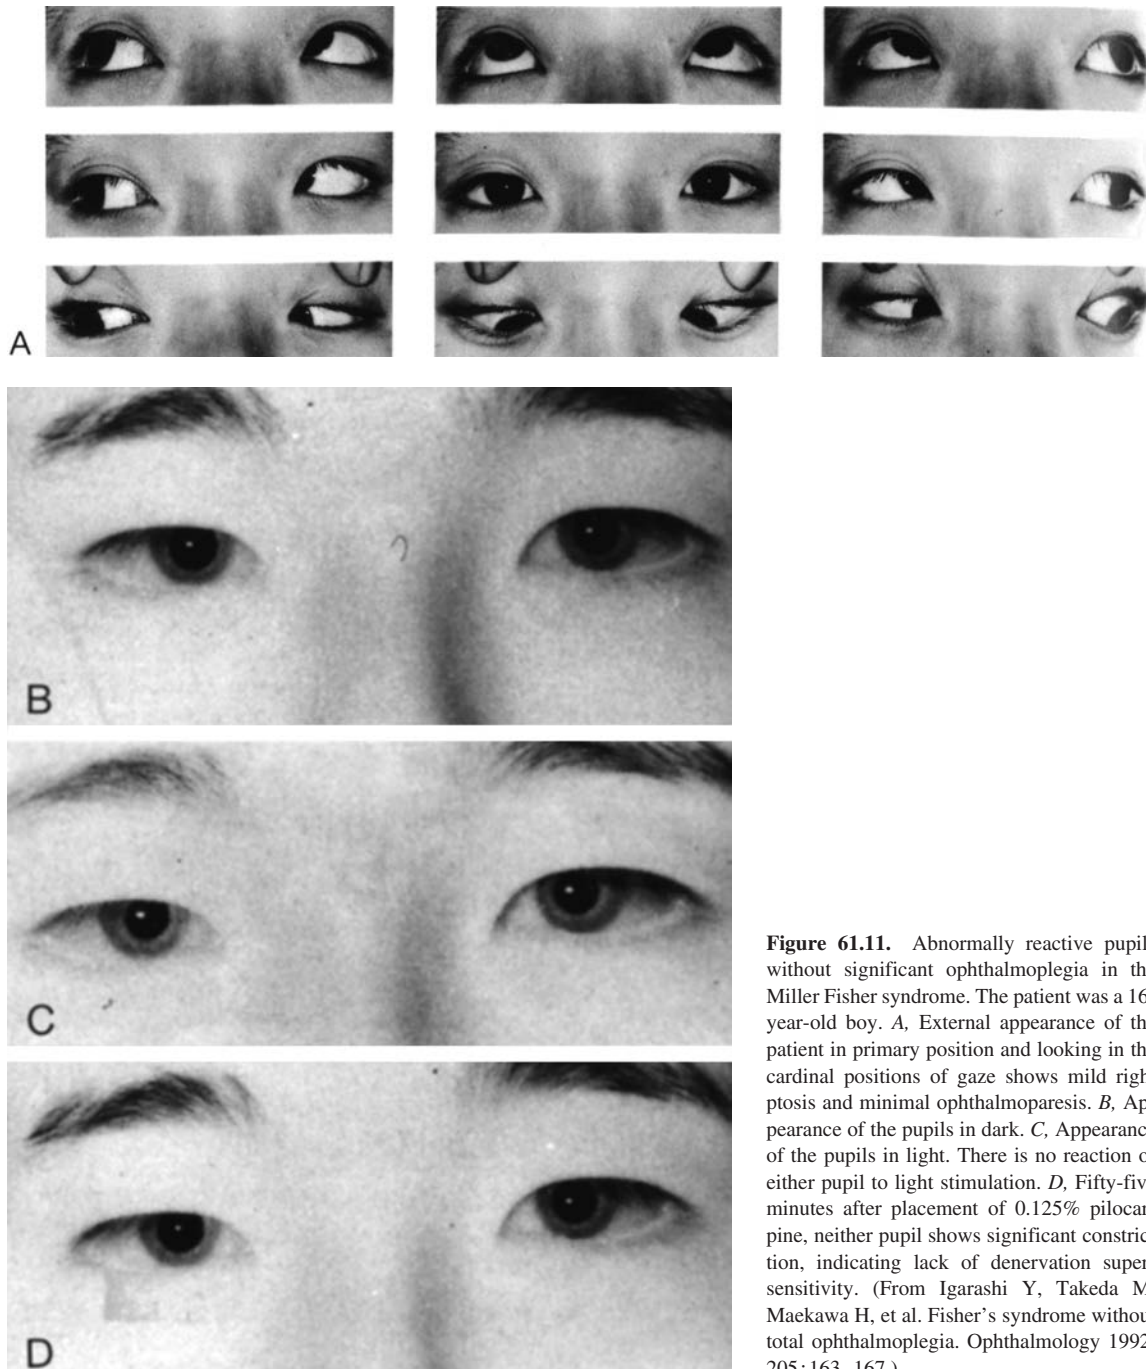 A
B
C
D
Figure 61.11. Abnormally reactive pupil
without significant ophthalmoplegia in th
Miller Fisher syndrome. The patient was a 16
year-old boy. A, External appearance of th
patient in primary position and looking in th
cardinal positions of gaze shows mild righ
ptosis and minimal ophthalmoparesis. B, Ap
pearance of the pupils in dark. C, Appearanc
of the pupils in light. There is no reaction o
either pupil to light stimulation. D, Fifty-fiv
minutes after placement of 0.125% pilocar
pine, neither pupil shows significant constric
tion, indicating lack of denervation super
sensitivity. (From Igarashi Y, Takeda M
Maekawa H, et al. Fisher's syndrome withou
total ophthalmoplegia. Ophthalmology 1992
205:163–167.)